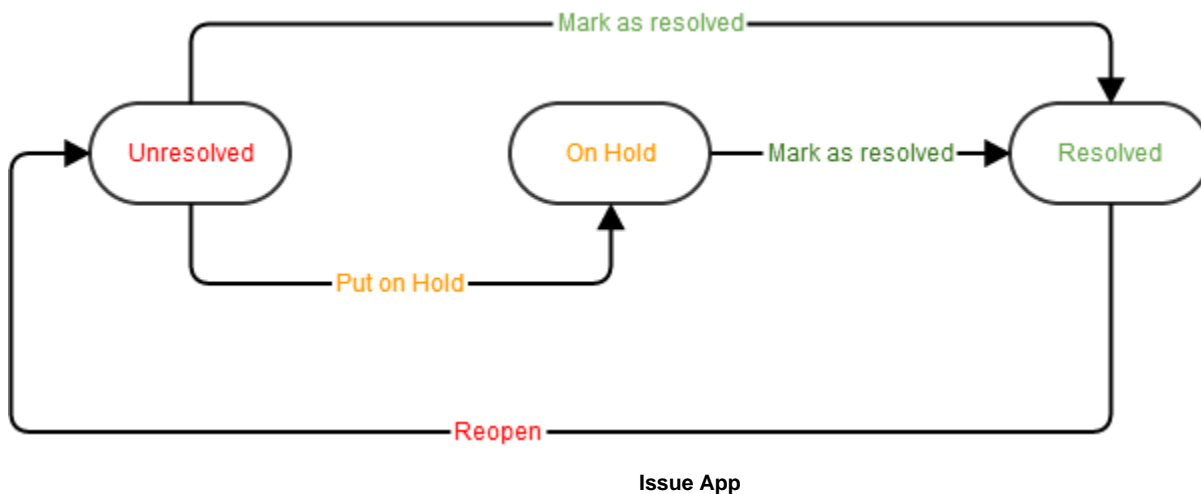 Mark as resolved
Unresolved
On Hold
Mark as resolved
Resolved
Put on Hold
Reopen
Issue App